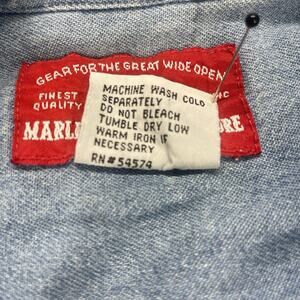 GEAR FOR THE GREAT WIDE OPEN
FINEST
QUALITY
MACHINE WASH COLD
SEPARATELY
DO NOT BLEACH
TUMBLE DRY LOW
WARM IRON IF
NECESSARY
RN#54574